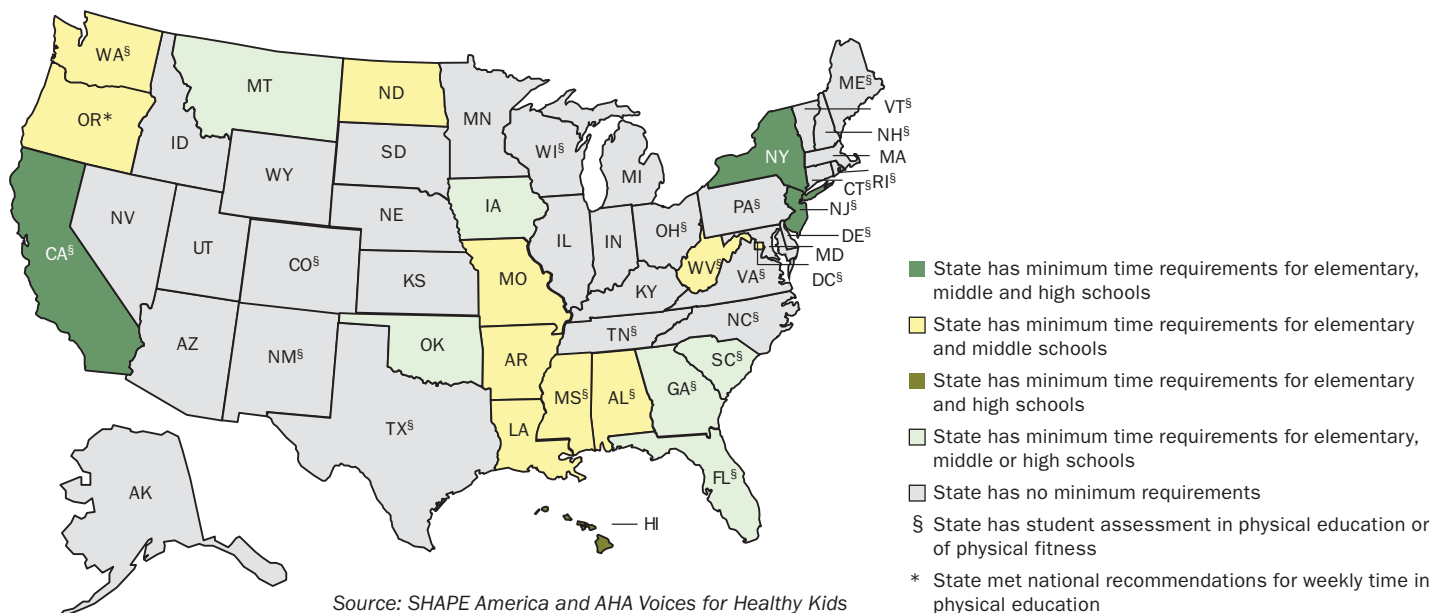 WA§
MT
ND
MN
ME§
VT§
OR*
ID
NH§
SD
WI§
NY
MA
WY
MI
RI§
CT§
IA
NE
PA§
NJ§
NV
OH§
DE§
IL
IN
UT
MD
CA§
CO§
WV§
DC§
VA§
KS
MO
KY
NC§
TN§
AZ
NM§
OK
AR
SC§
GA§
MS§
AL§
TX§
LA
FL§
AK
HI
State has minimum time requirements for elementary,
middle and high schools
State has minimum time requirements for elementary
and middle schools
State has minimum time requirements for elementary
and high schools
State has minimum time requirements for elementary,
middle or high schools
State has no minimum requirements
§ State has student assessment in physical education or
of physical fitness
* State met national recommendations for weekly time in
physical education
Source: SHAPE America and AHA Voices for Healthy Kids